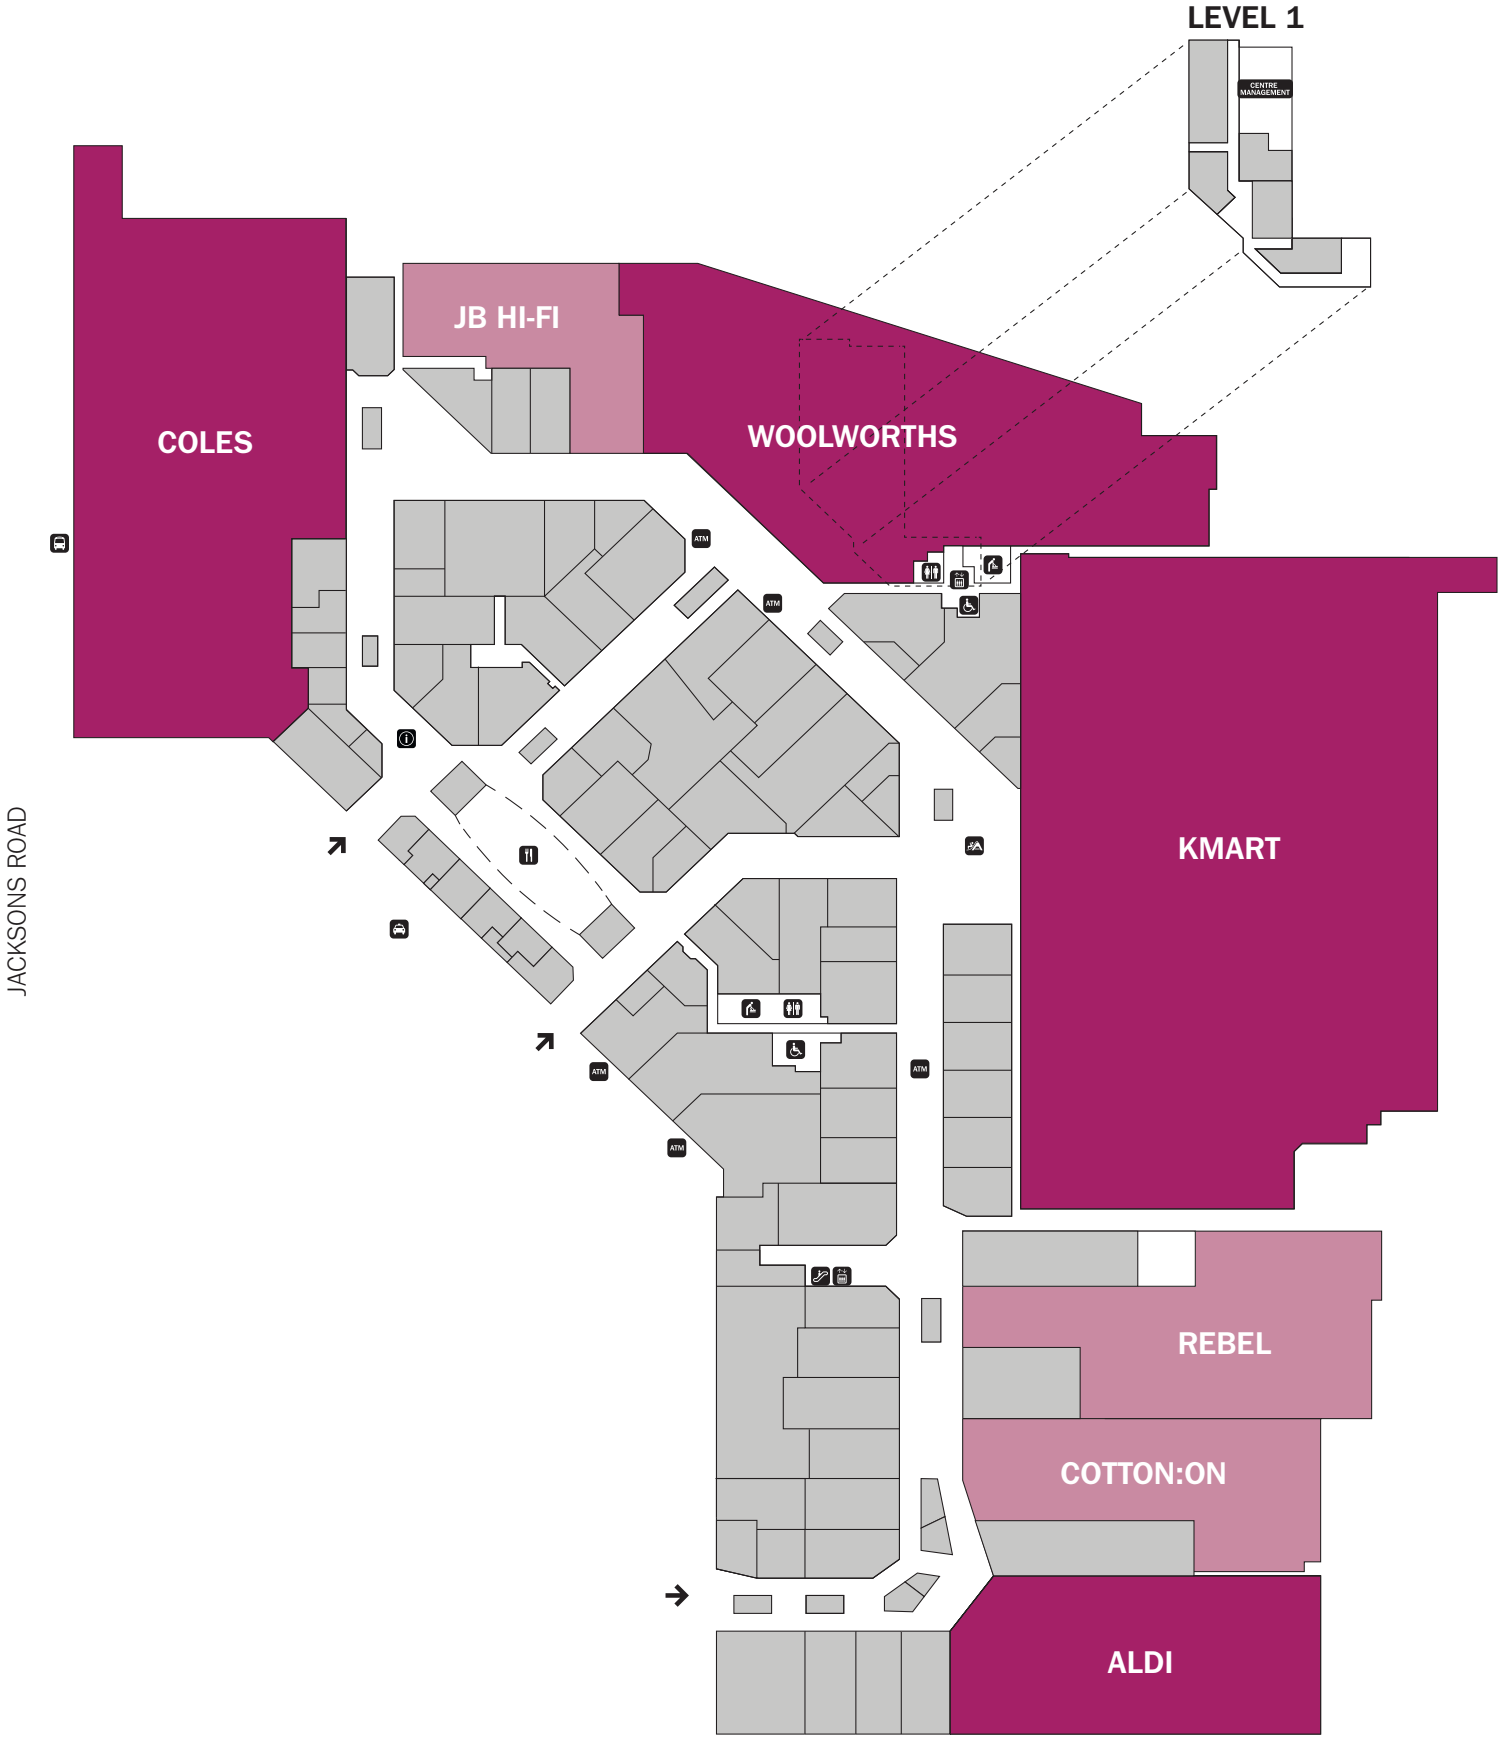 LEVEL 1
CENTRE
MANAGEMENT
JB HI-FI
COLES
WOOLWORTHS
ATM
ATM
KMART
JACKSONS ROAD
ATM
ATM
ATM
REBEL
COTTON:ON
ALDI